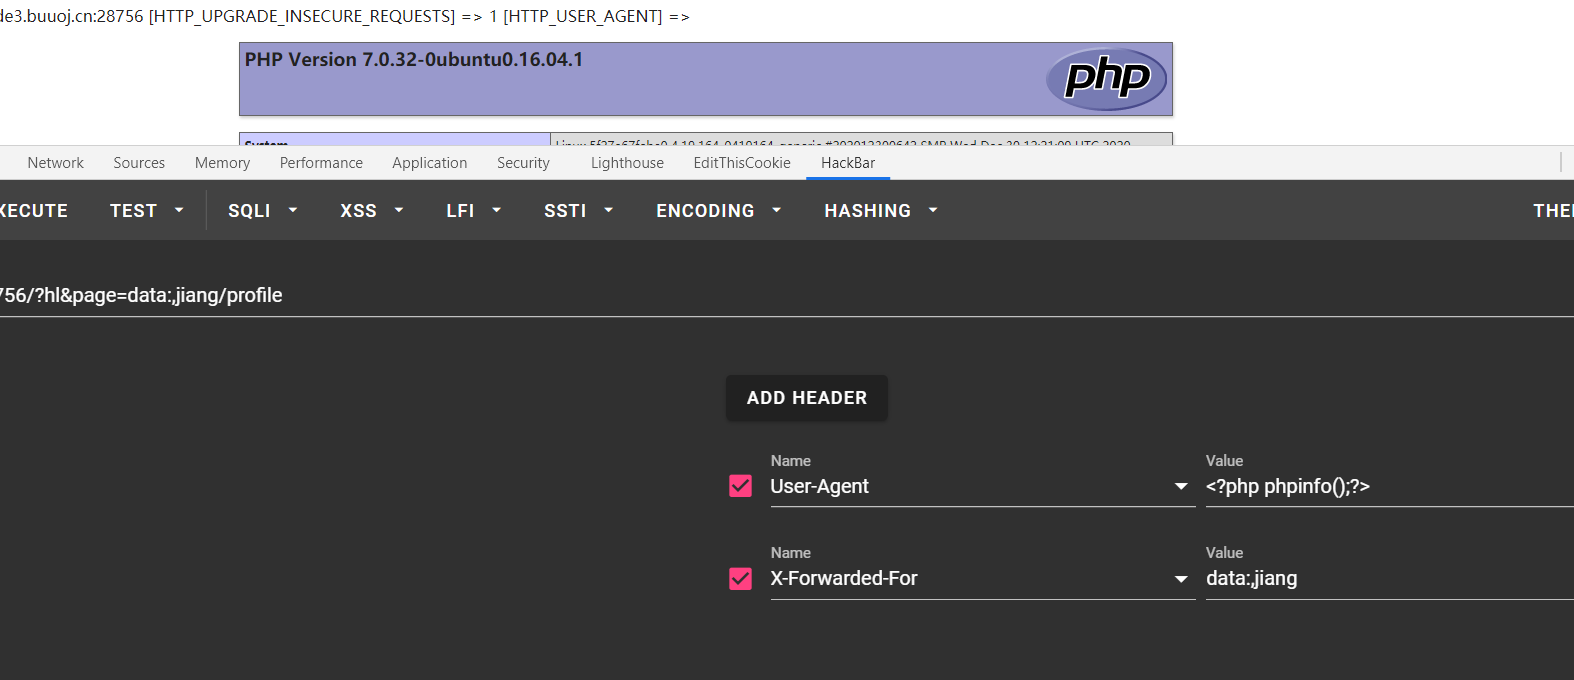 de3.buuoj.cn:28756 [HTTP_UPGRADE_INSECURE_REQUESTS] => 1 [HTTP_USER_AGENT] =>
PHP Version 7.0.32-0ubuntu0.16.04.1
php
System
Network Sources Memory Performance Application Security Lighthouse EditThisCookie HackBar
XECUTE TEST SQLI XSS LFI SSTI ENCODING HASHING THE
756/?hl&page=data:,jiang/profile
ADD HEADER
Name Value
User-Agent <?php phpinfo();?>
Name Value
X-Forwarded-For data:,jiang